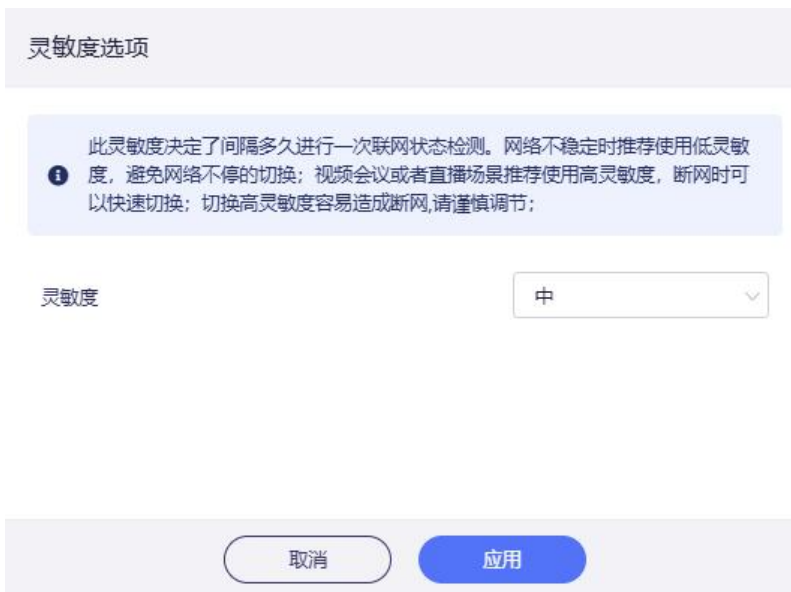 灵敏度选项
此灵敏度决定了间隔多久进行一次联网状态检测。网络不稳定时推荐使用低灵敏
度，避免网络不停的切换；视频会议或者直播场景推荐使用高灵敏度，断网时可
以快速切换；切换高灵敏度容易造成断网,请谨慎调节；
灵敏度
中
取消
应用